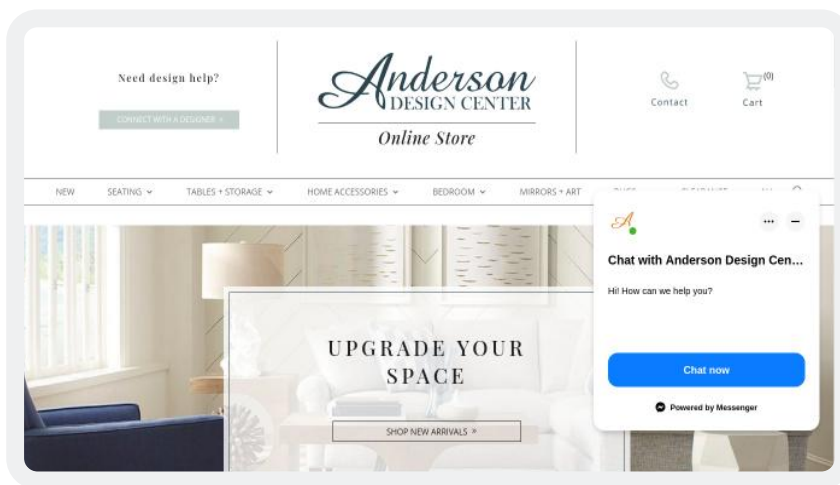 Need design help?
CONNECT WITH A DESIGNER »
Anderson
DESIGN CENTER
Online Store
Contact
(0)
Cart
NEW SEATING TABLES + STORAGE HOME ACCESSORIES BEDROOM MIRRORS + ART
A
Chat with Anderson Design Cen...
Hi! How can we help you?
Chat now
Powered by Messenger
UPGRADE YOUR
SPACE
SHOP NEW ARRIVALS »